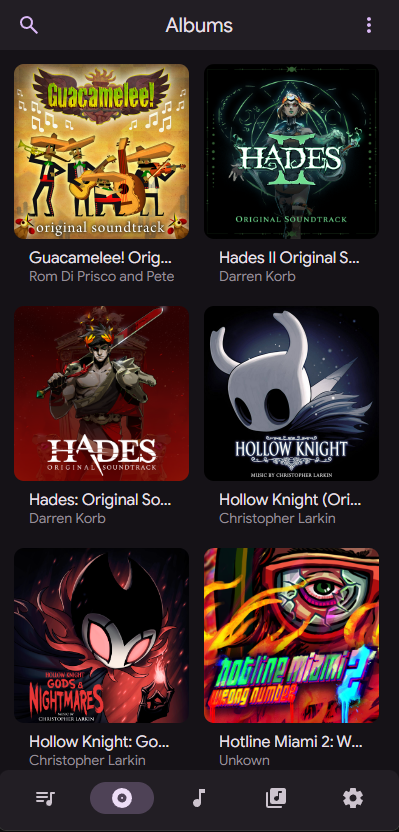 Albums
Guacamelee!
original soundtrack
HADES
II
ORIGINAL SOUNDTRACK
Guacamelee! Orig...
Rom Di Prisco and Pete
Hades II Original S...
Darren Korb
HADES
ORIGINAL SOUNDTRACK
HOLLOW KNIGHT
MUSIC BY CHRISTOPHER LARKIN
Hades: Original So...
Darren Korb
Hollow Knight (Ori...
Christopher Larkin
HOLLOW KNIGHT
GODS &
NIGHTMARES
MUSIC BY
CHRISTOPHER LARKIN
hotline miami 2
wrong number
Hollow Knight: Go...
Christopher Larkin
Hotline Miami 2: W...
Unkown